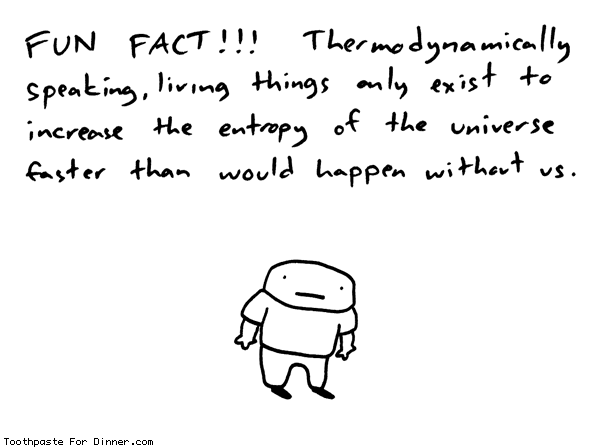 FUN FACT!!! Thermodynamically
speaking, living things only exist to
increase the entropy of the universe
faster than would happen without us.
Toothpaste For Dinner.com